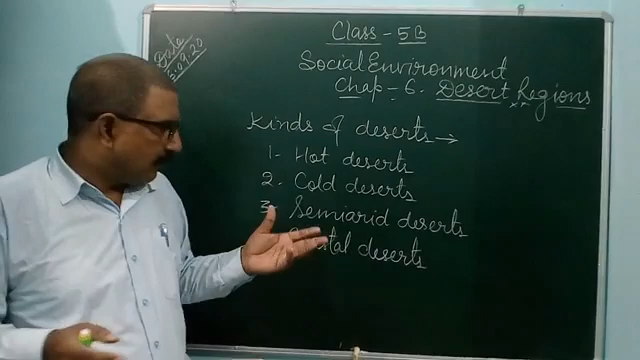 Date
5.09.20
Class - 5B
Social Environment
Chap - 6. Desert Regions
Kinds of deserts →
1. Hot deserts
2. Cold deserts
3. Semiarid deserts
deserts